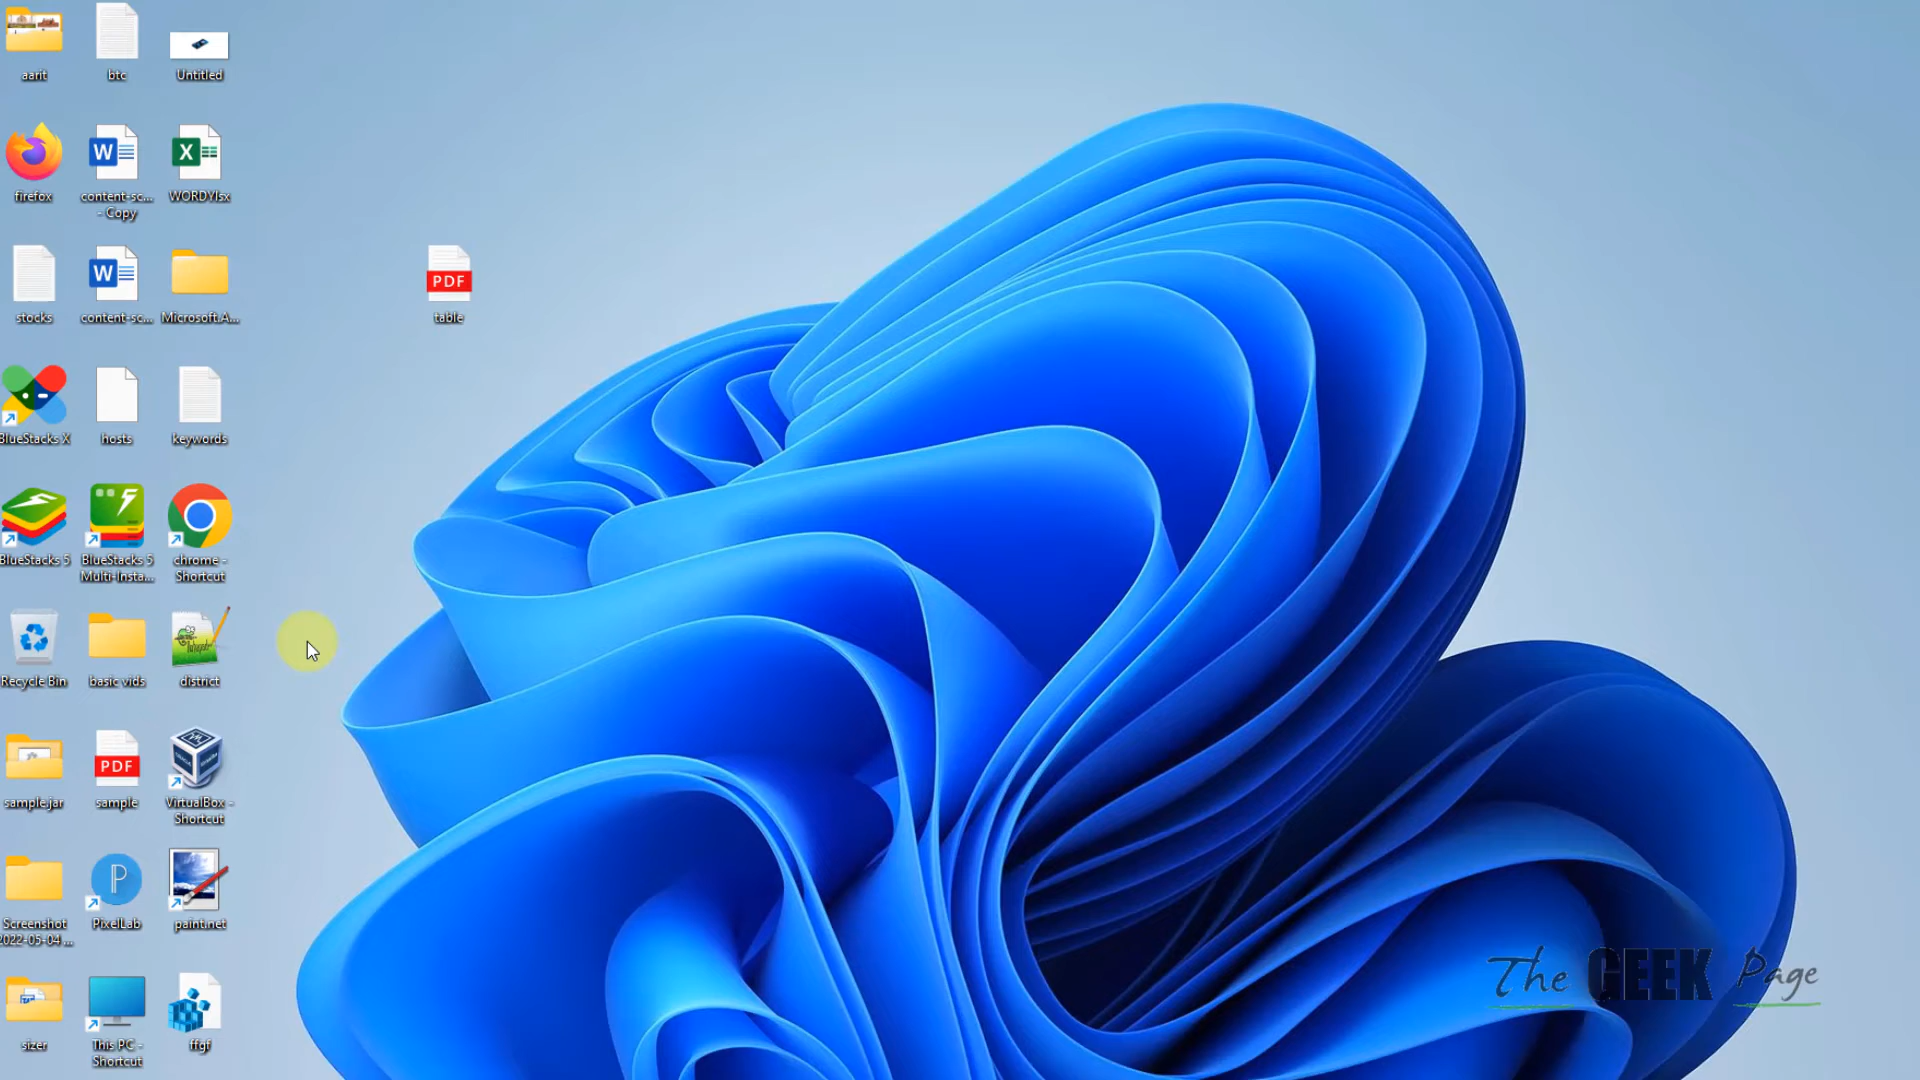 aarit
btc
Untitled
firefox
content-sc...
- Copy
WORDYlsx
stocks
content-sc...
Microsoft.A...
PDF
table
BlueStacks X
hosts
keywords
BlueStacks 5
BlueStacks 5
Multi-Insta...
chrome -
Shortcut
Recycle Bin
basic vids
district
sample.jar
PDF
sample
VirtualBox -
Shortcut
Screenshot
2022-05-04 ...
PixelLab
paint.net
sizer
This PC -
Shortcut
ffgf
The GEEK Page